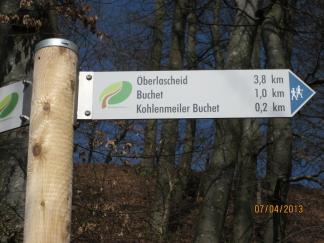 Oberlascheid 3,8 km
Buchet 1,0 km
Kohlenmeiler Buchet 0,2 km
07/04/2013